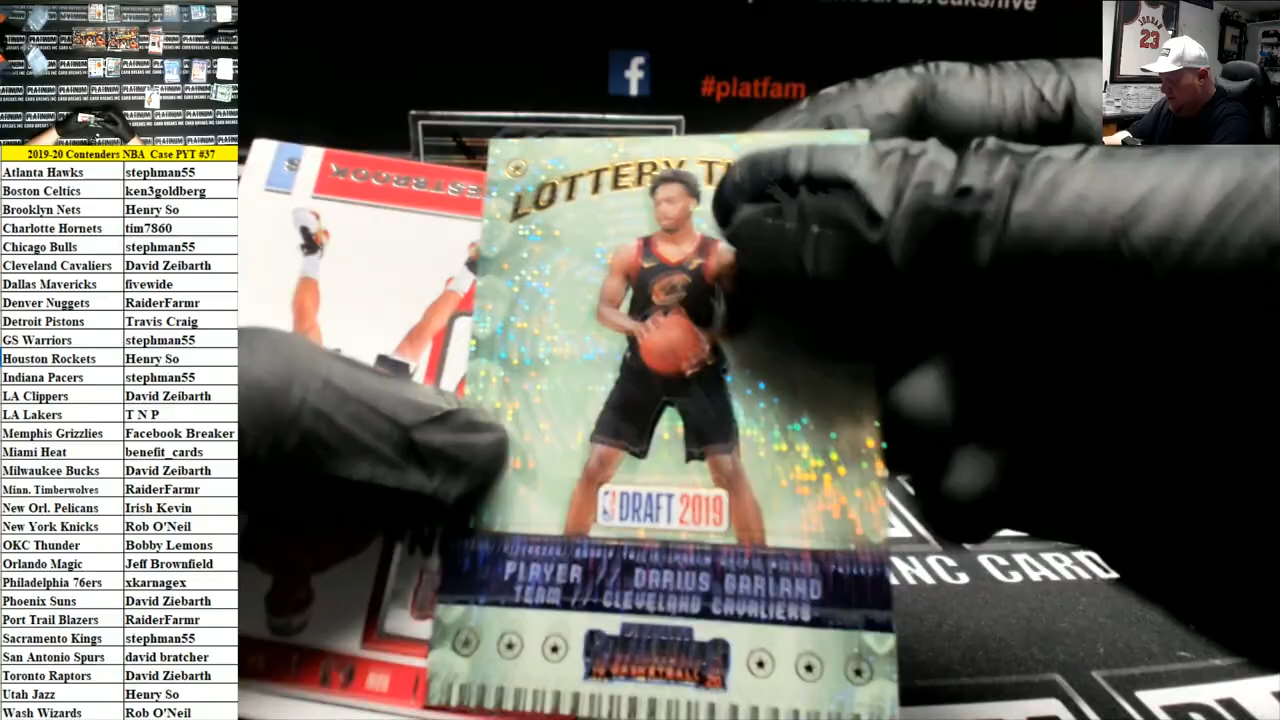 #platfam
JORDAN
23
2019-20 Contenders NBA Case PYT #37
Atlanta Hawks stephman55
Boston Celtics ken3goldberg
Brooklyn Nets Henry So
Charlotte Hornets tim7860
Chicago Bulls stephman55
Cleveland Cavaliers David Zeibarth
Dallas Mavericks fivewide
Denver Nuggets RaiderFarmr
Detroit Pistons Travis Craig
GS Warriors stephman55
Houston Rockets Henry So
Indiana Pacers stephman55
LA Clippers David Zeibarth
LA Lakers T N P
Memphis Grizzlies Facebook Breaker
Miami Heat benefit_cards
Milwaukee Bucks David Zeibarth
Minn. Timberwolves RaiderFarmr
New Orl. Pelicans Irish Kevin
New York Knicks Rob O'Neil
OKC Thunder Bobby Lemons
Orlando Magic Jeff Brownfield
Philadelphia 76ers xkarnagex
Phoenix Suns David Ziebarth
Port Trail Blazers RaiderFarmr
Sacramento Kings stephman55
San Antonio Spurs david bratcher
Toronto Raptors David Ziebarth
Utah Jazz Henry So
Wash Wizards Rob O'Neil
LOTTERY
DRAFT 2019
PLAYER / DARIUS GARLAND
TEAM // CLEVELAND CAVALIERS
BASKETBALL
INC CARD